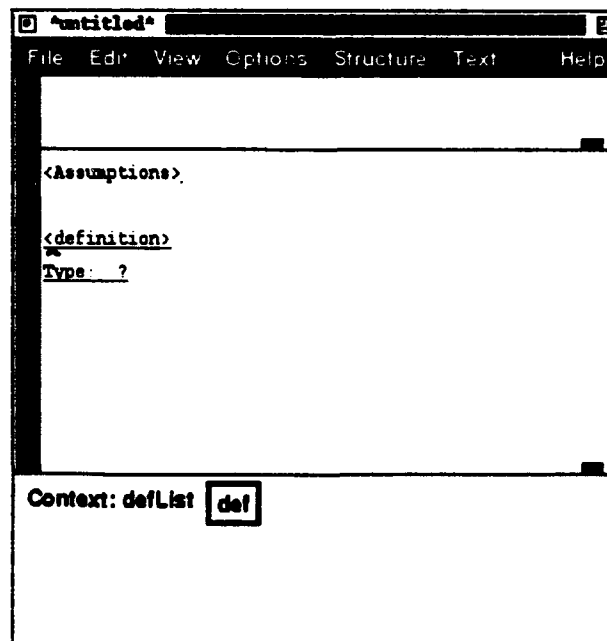 *untitled*
File Edit View Options Structure Text Help
<Assumptions>
<definition>
Type: ?
Context: defList def